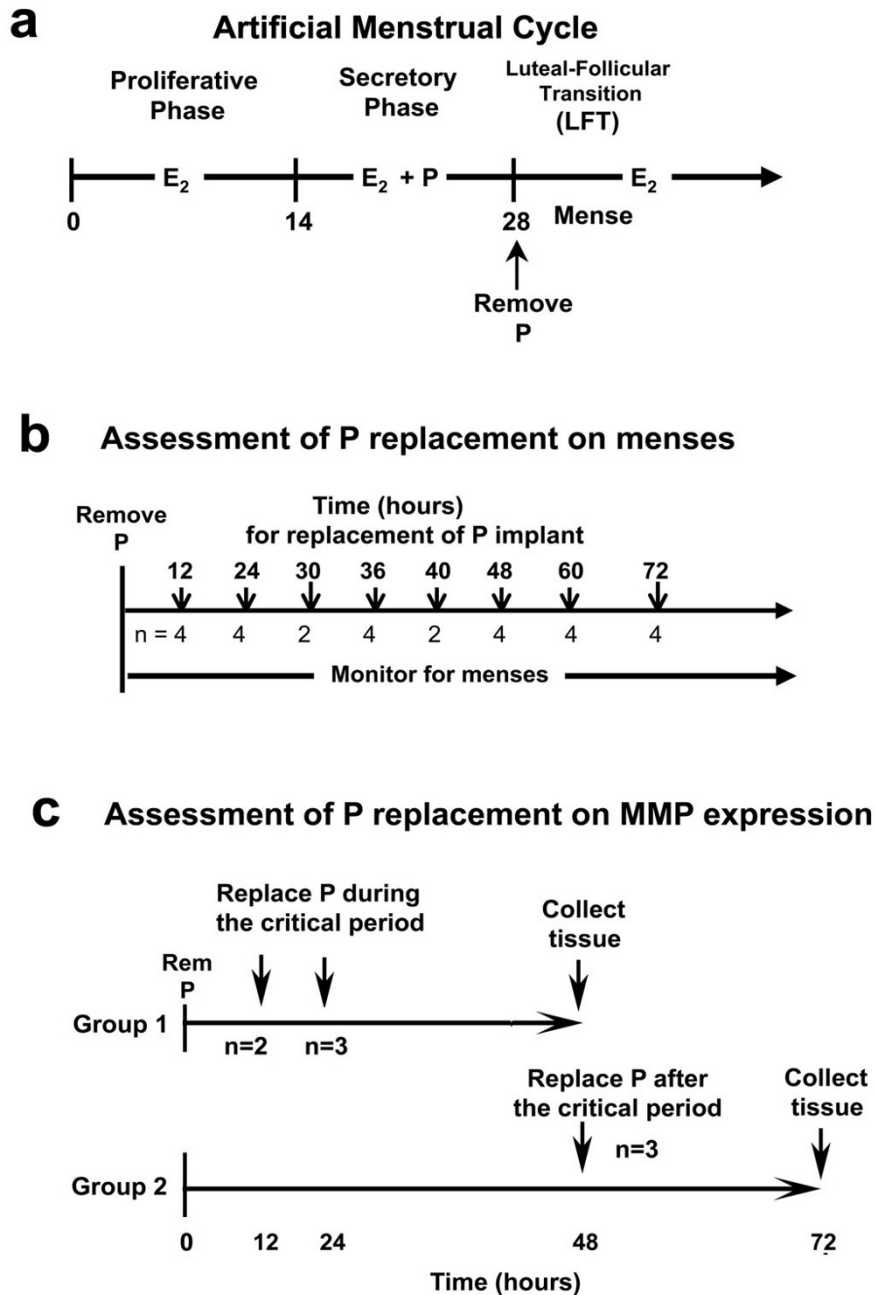 a
Artificial Menstrual Cycle
Proliferative
Phase
Secretory
Phase
Luteal-Follicular
Transition
(LFT)
E₂
E₂ + P
E₂
0
14
28
Mense
Remove
P
b
Assessment of P replacement on menses
Remove
P
Time (hours)
for replacement of P implant
12 24 30 36 40 48 60 72
n = 4 4 2 4 2 4 4 4
Monitor for menses
c
Assessment of P replacement on MMP expression
Replace P during
the critical period
Collect
tissue
Rem
P
Group 1
n=2 n=3
Replace P after
the critical period
Collect
tissue
n=3
Group 2
0 12 24 48 72
Time (hours)